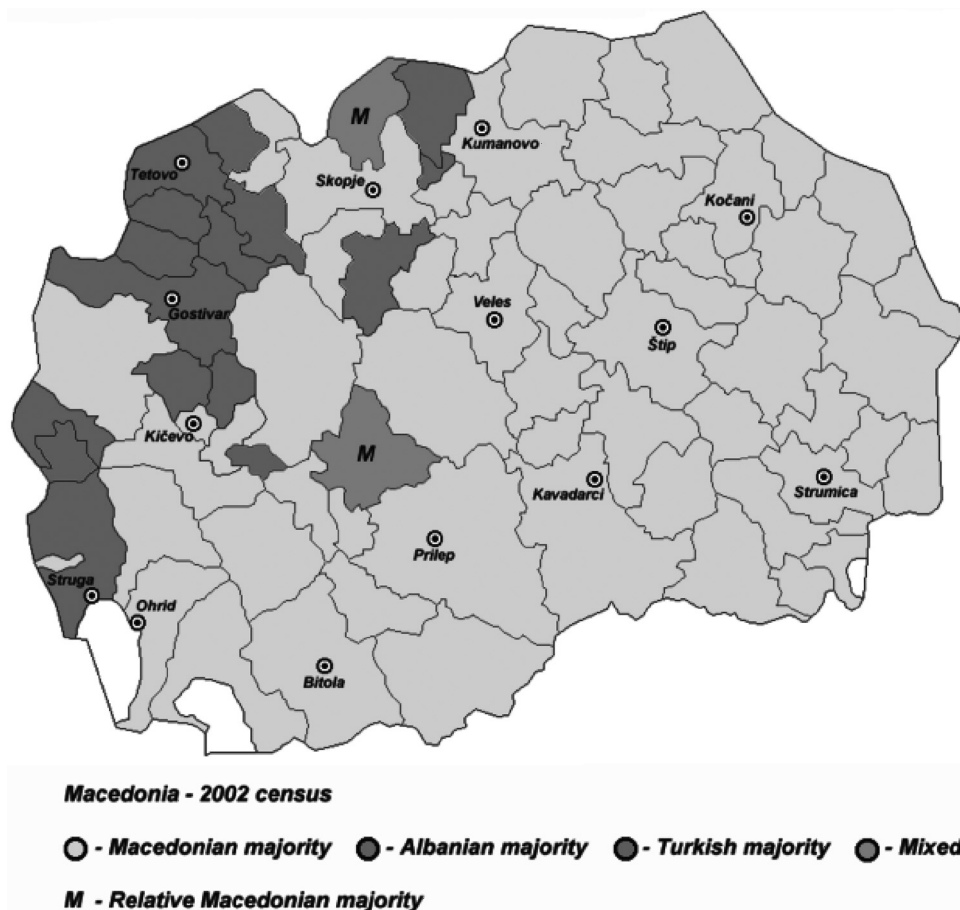 M
Kumanovo
Tetovo
Skopje
Kočani
Gostivar
Veles
Štip
Kičevo
M
Kavadarci
Strumica
Prilep
Struga
Ohrid
Bitola
Macedonia - 2002 census
- Macedonian majority - Albanian majority - Turkish majority - Mixed
M - Relative Macedonian majority